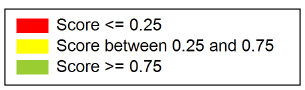 Score <= 0.25
Score between 0.25 and 0.75
Score >= 0.75